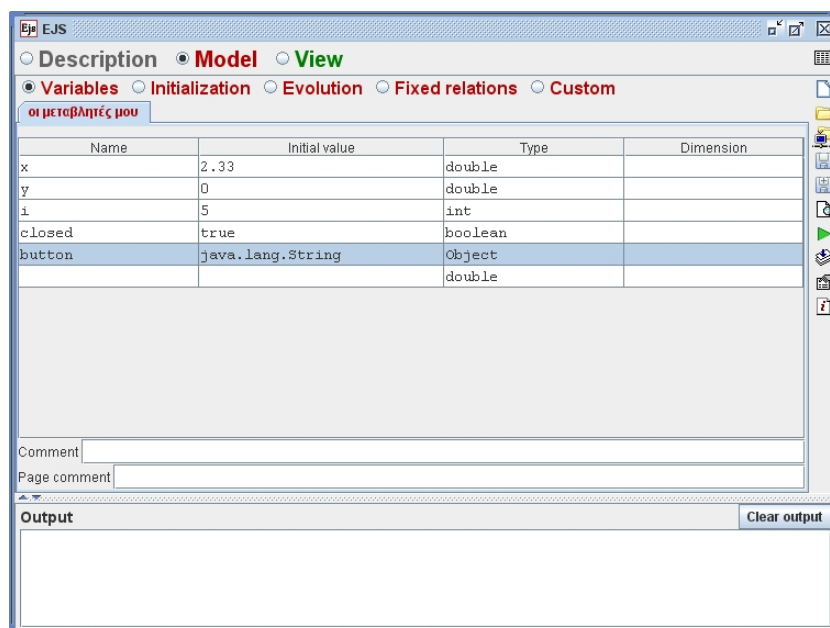 Ejs EJS
Description Model View
Variables Initialization Evolution Fixed relations Custom
οι μεταβλητές μου
Name Initial value Type Dimension
x 2.33 double
y 0 double
i 5 int
closed true boolean
button java.lang.String Object
double
Comment
Page comment
Output Clear output